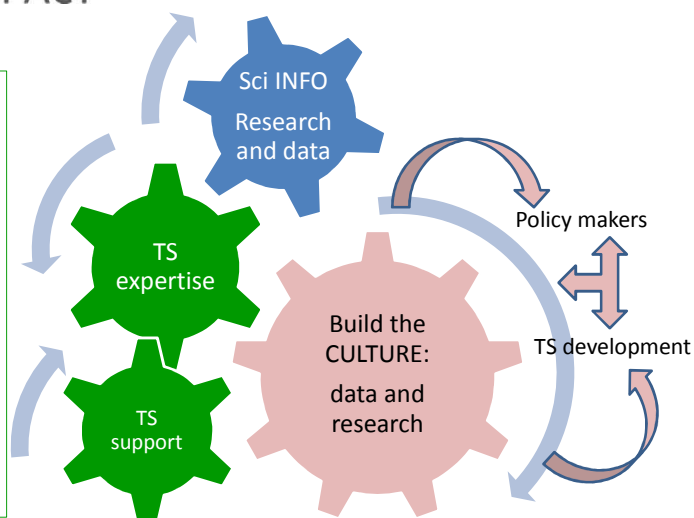 Sci INFO
Research
and data
TS
expertise
TS
support
Build the
CULTURE:
data and
research
Policy makers
TS development